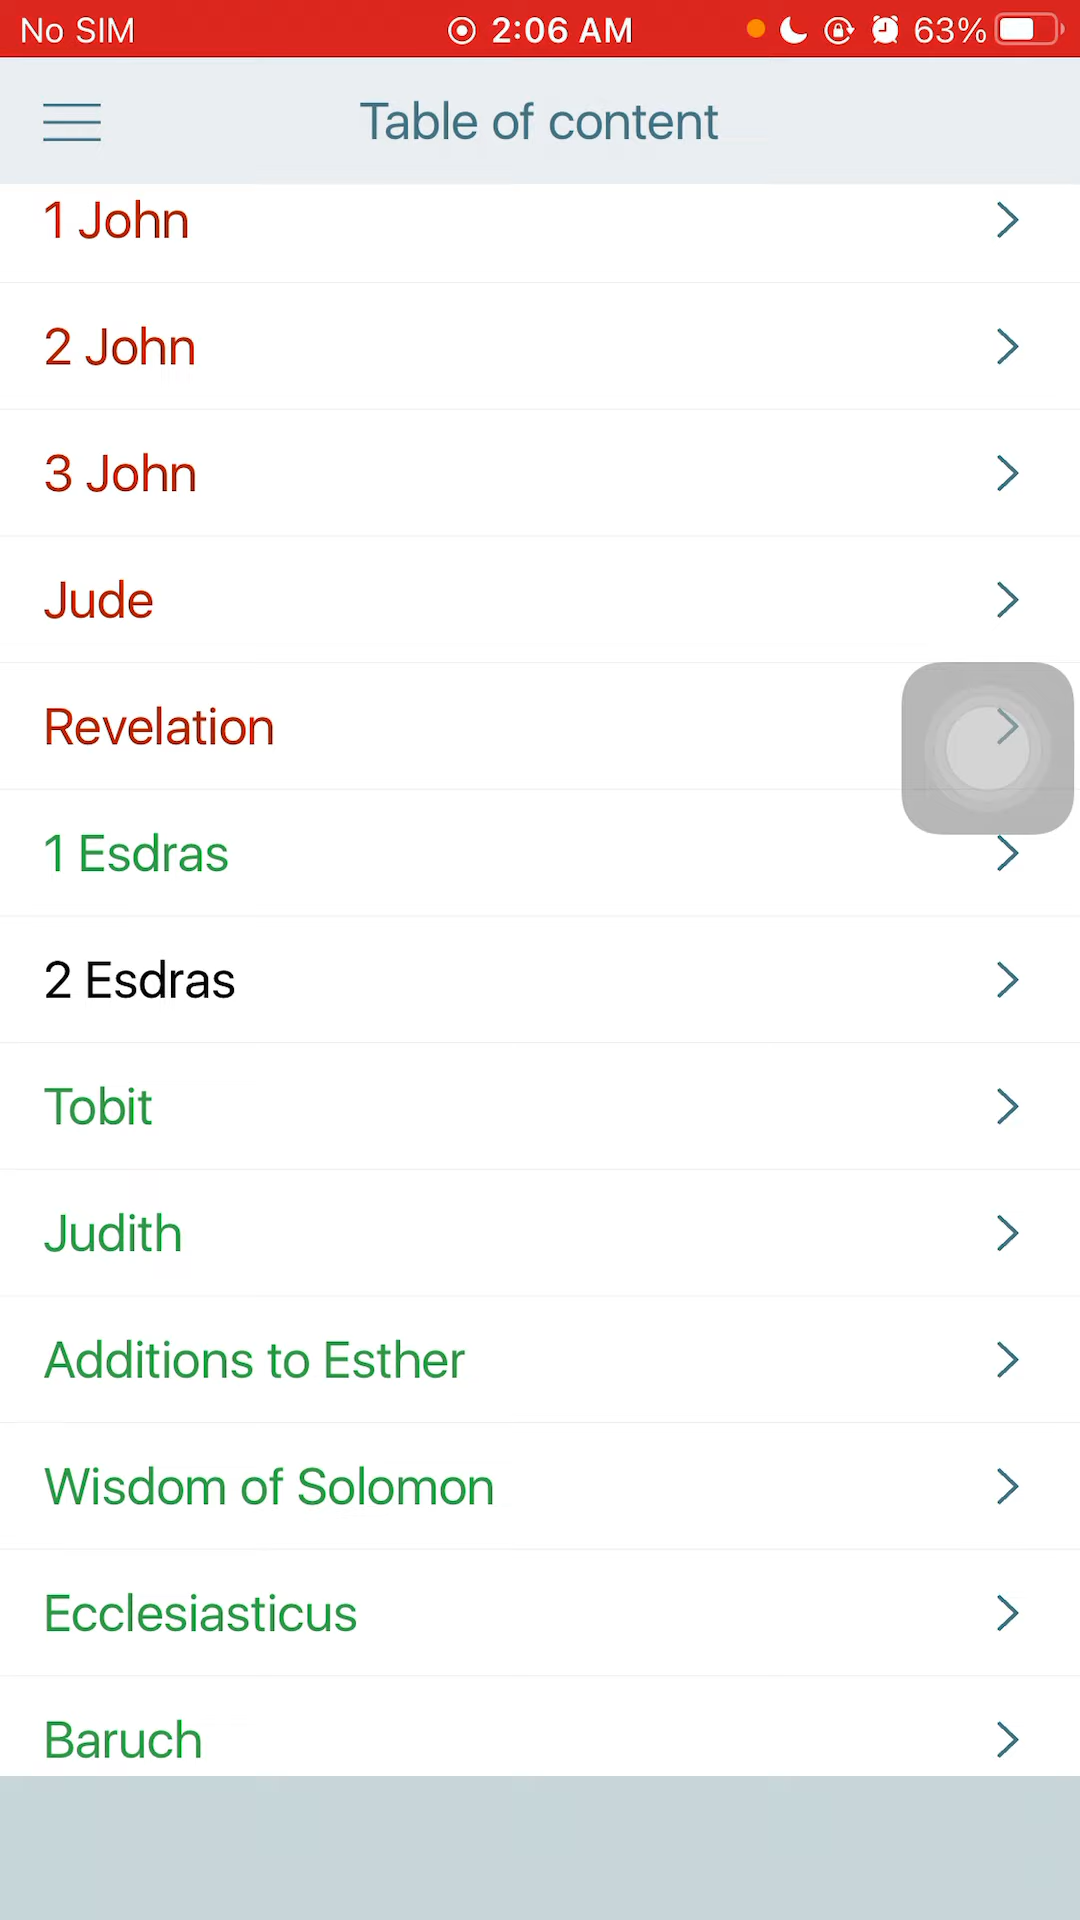 No SIM 2:06 AM 63%
Table of content
1 John
2 John
3 John
Jude
Revelation
1 Esdras
2 Esdras
Tobit
Judith
Additions to Esther
Wisdom of Solomon
Ecclesiasticus
Baruch